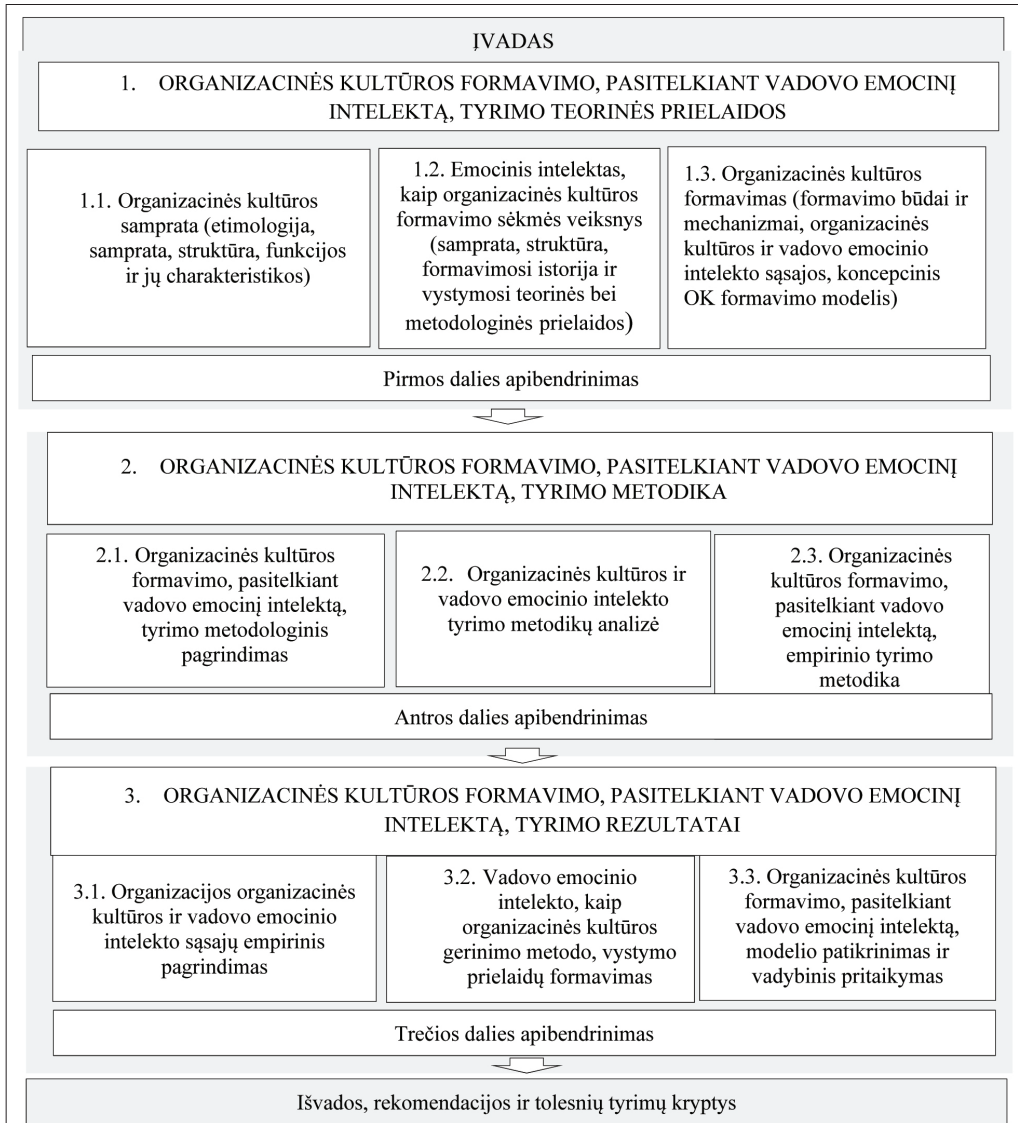 ĮVADAS
1. ORGANIZACINĖS KULTŪROS FORMAVIMO, PASITELKIANT VADOVO EMOCINĮ
INTELEKTĄ, TYRIMO TEORINĖS PRIELAIDOS
1.1. Organizacinės kultūros
samprata (etimologija,
samprata, struktūra, funkcijos
ir jų charakteristikos)
1.2. Emocinis intelektas,
kaip organizacinės kultūros
formavimo sėkmės veiksnys
(samprata, struktūra,
formavimosi istorija ir
vystymosi teorinės bei
metodologinės prielaidos)
1.3. Organizacinės kultūros
formavimas (formavimo būdai ir
mechanizmai, organizacinės
kultūros ir vadovo emocinio
intelekto sąsajos, koncepcinis
OK formavimo modelis)
Pirmos dalies apibendrinimas
2. ORGANIZACINĖS KULTŪROS FORMAVIMO, PASITELKIANT VADOVO EMOCINĮ
INTELEKTĄ, TYRIMO METODIKA
2.1. Organizacinės kultūros
formavimo, pasitelkiant
vadovo emocinį intelektą,
tyrimo metodologinis
pagrindimas
2.2. Organizacinės kultūros ir
vadovo emocinio intelekto
tyrimo metodikų analizė
2.3. Organizacinės
kultūros formavimo,
pasitelkiant vadovo
emocinį intelektą,
empirinio tyrimo
metodika
Antros dalies apibendrinimas
3. ORGANIZACINĖS KULTŪROS FORMAVIMO, PASITELKIANT VADOVO EMOCINĮ
INTELEKTĄ, TYRIMO REZULTATAI
3.1. Organizacijos organizacinės
kultūros ir vadovo emocinio
intelekto sąsajų empirinis
pagrindimas
3.2. Vadovo emocinio
intelekto, kaip
organizacinės kultūros
gerinimo metodo, vystymo
prielaidų formavimas
3.3. Organizacinės kultūros
formavimo, pasitelkiant
vadovo emocinį intelektą,
modelio patikrinimas ir
vadybinis pritaikymas
Trečios dalies apibendrinimas
Išvados, rekomendacijos ir tolesnių tyrimų kryptys